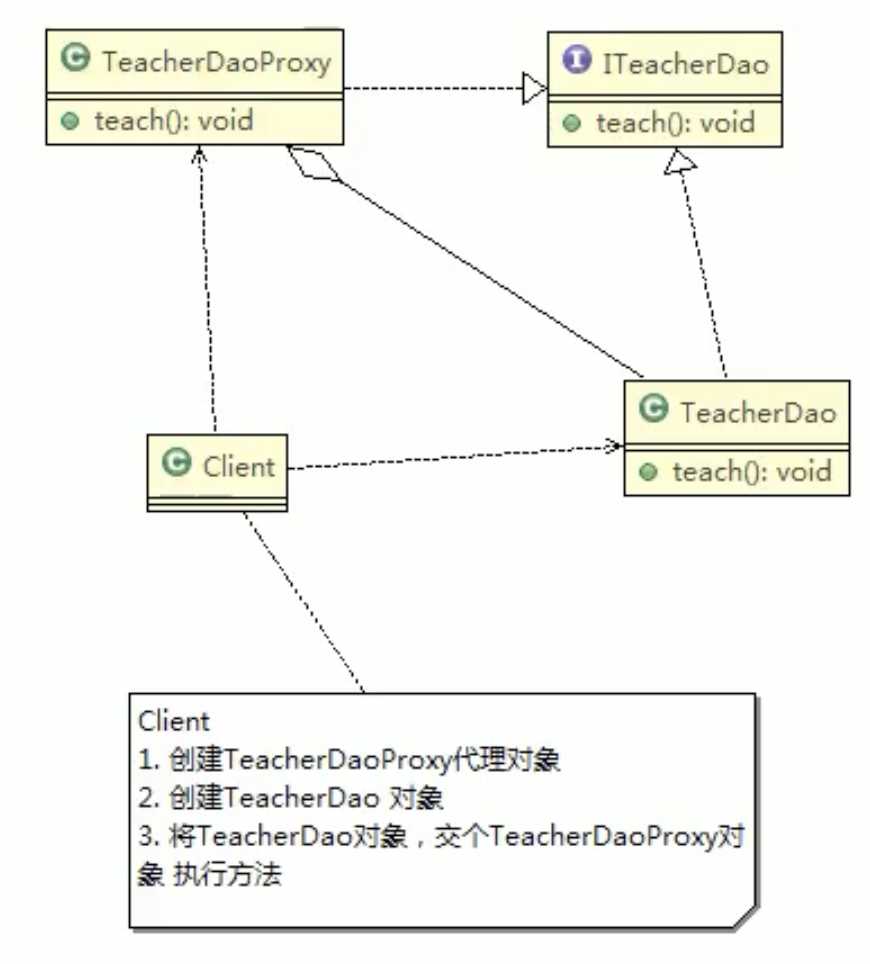 C TeacherDaoProxy
teach(): void
I ITeacherDao
teach(): void
C TeacherDao
teach(): void
C Client
Client
1. 创建TeacherDaoProxy代理对象
2. 创建TeacherDao 对象
3. 将TeacherDao对象，交个TeacherDaoProxy对
象 执行方法